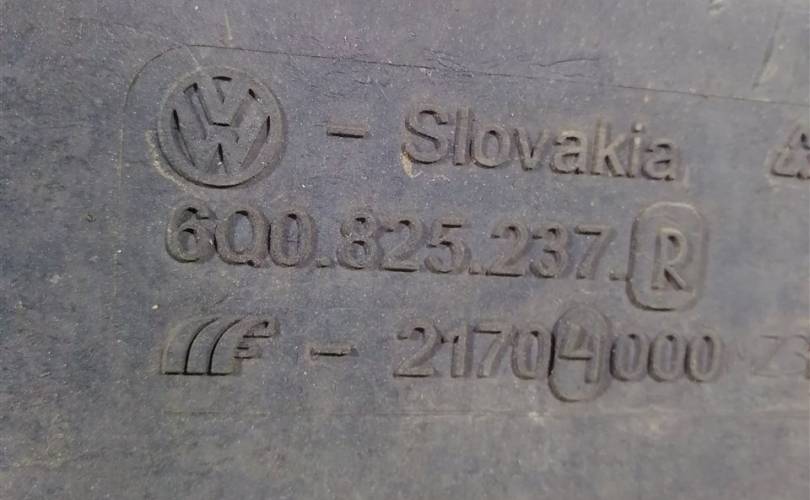 VW - Slovakia
6Q0.825.237.R
- 21704000